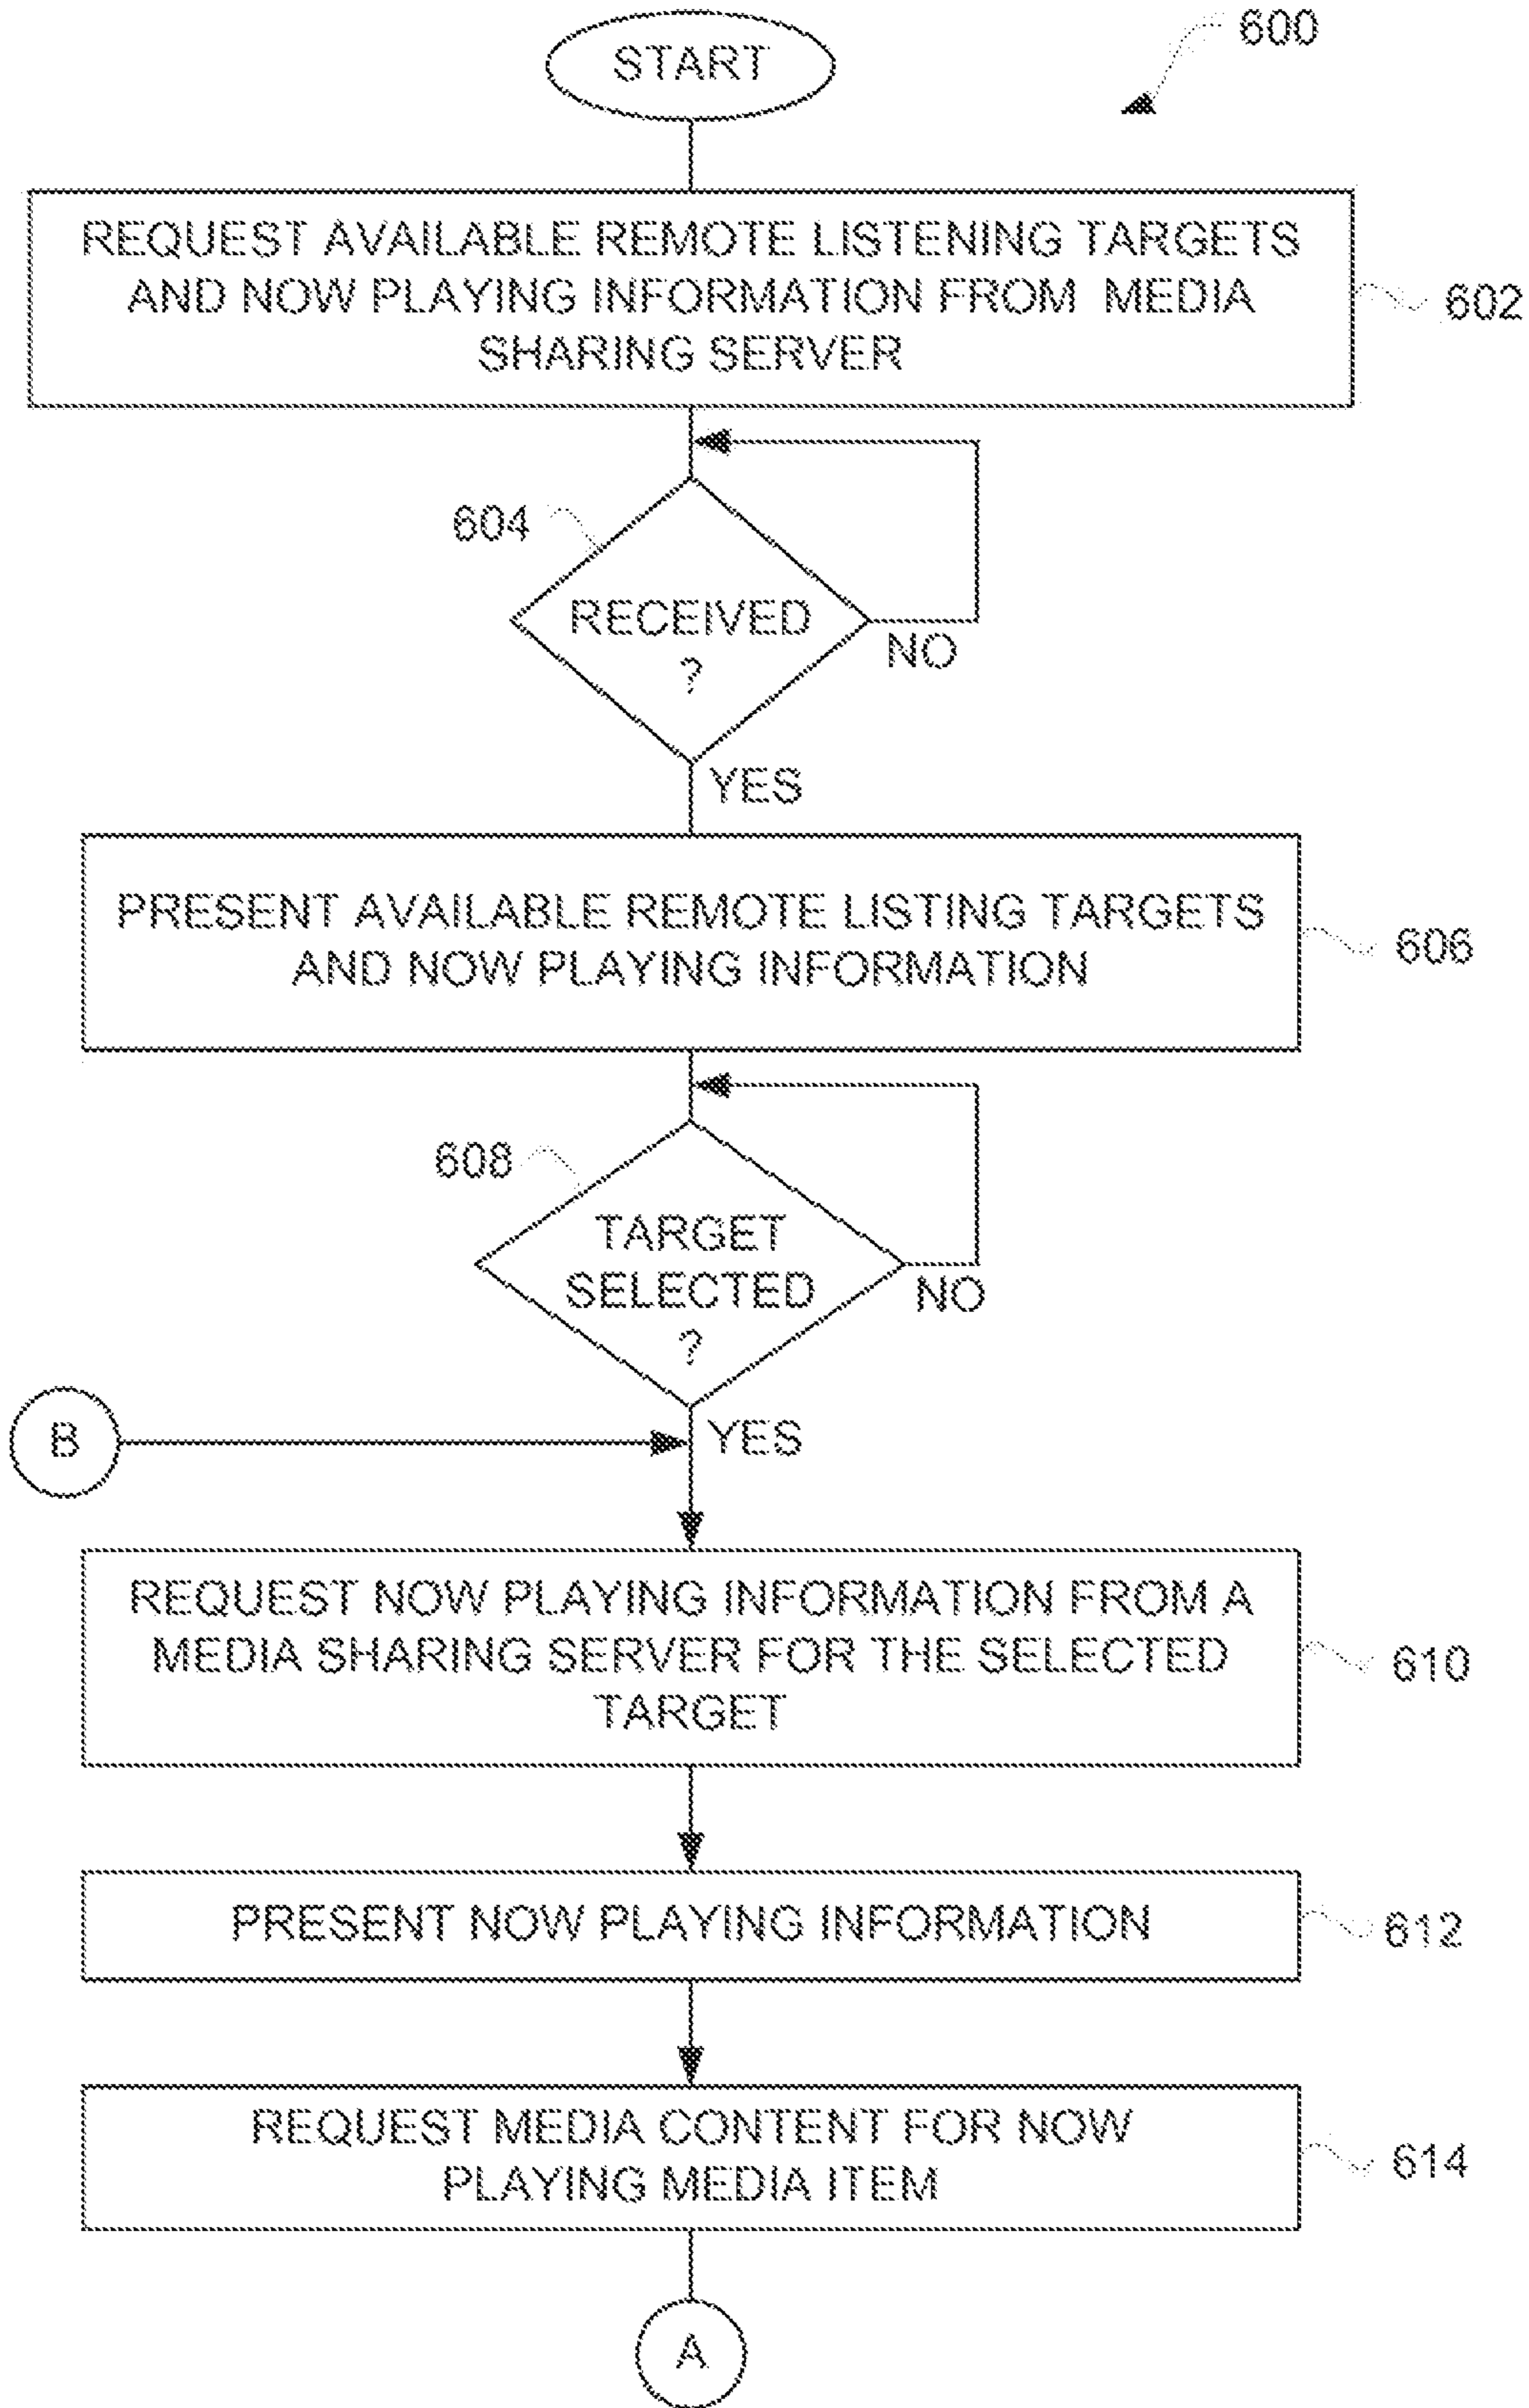 START
600
REQUEST AVAILABLE REMOTE LISTENING TARGETS
AND NOW PLAYING INFORMATION FROM MEDIA
SHARING SERVER
602
604
RECEIVED
?
NO
YES
PRESENT AVAILABLE REMOTE LISTING TARGETS
AND NOW PLAYING INFORMATION
606
608
TARGET
SELECTED
?
NO
B
YES
REQUEST NOW PLAYING INFORMATION FROM A
MEDIA SHARING SERVER FOR THE SELECTED
TARGET
610
PRESENT NOW PLAYING INFORMATION
612
REQUEST MEDIA CONTENT FOR NOW
PLAYING MEDIA ITEM
614
A